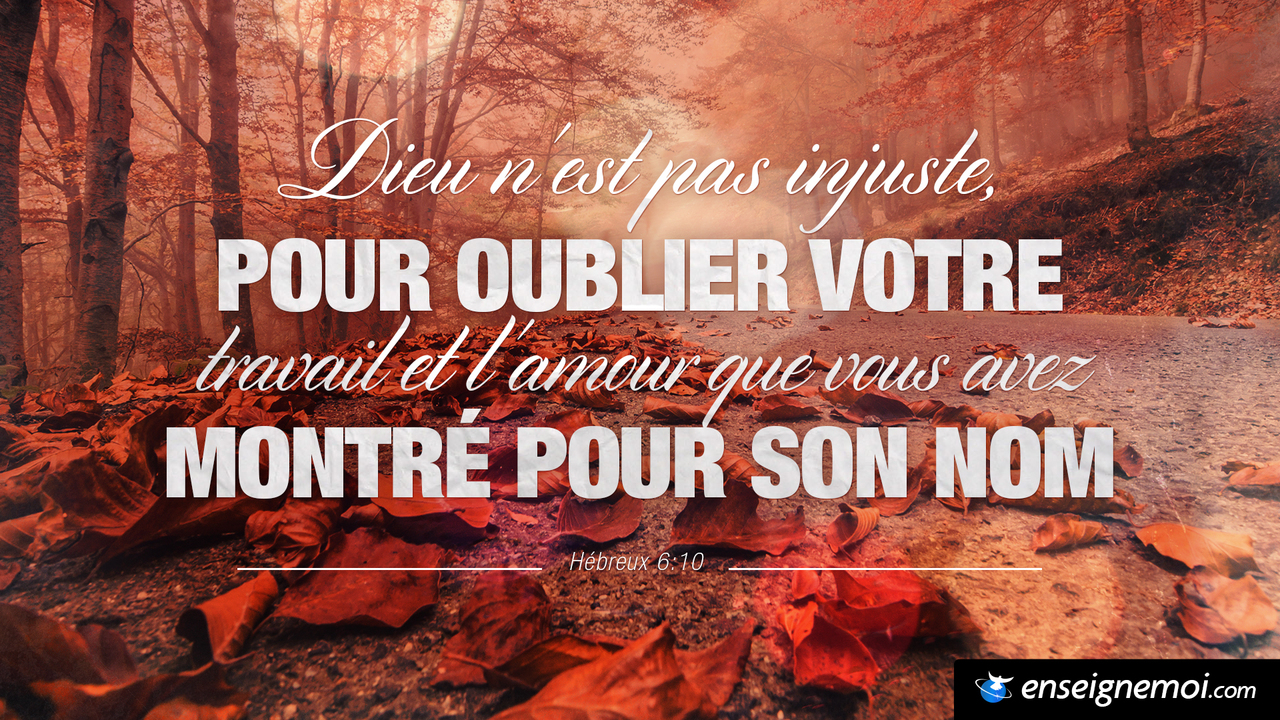 Dieu n'est pas injuste,
POUR OUBLIER VOTRE
travail et l'amour que vous avez
MONTRÉ POUR SON NOM
Hébreux 6:10
enseignemoi.com